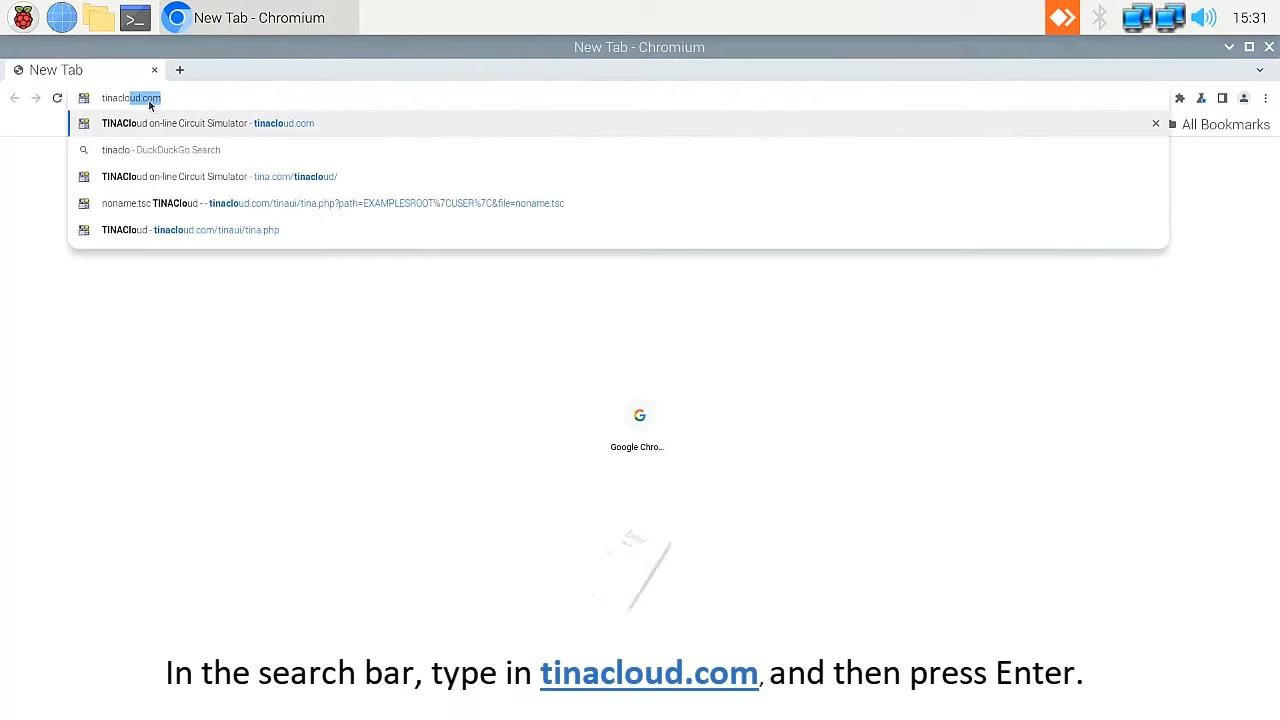 New Tab - Chromium
15:31
New Tab - Chromium
New Tab
tinacloud.com
TINACloud on-line Circuit Simulator - tinacloud.com
All Bookmarks
tinaclo - DuckDuckGo Search
TINACloud on-line Circuit Simulator - tina.com/tinacloud/
noname.tsc TINACloud - - tinacloud.com/tinaui/tina.php?path=EXAMPLESROOT%7CUSER%7C&file=noname.tsc
TINACloud - tinacloud.com/tinaui/tina.php
Google Chro...
Enter
In the search bar, type in tinacloud.com, and then press Enter.